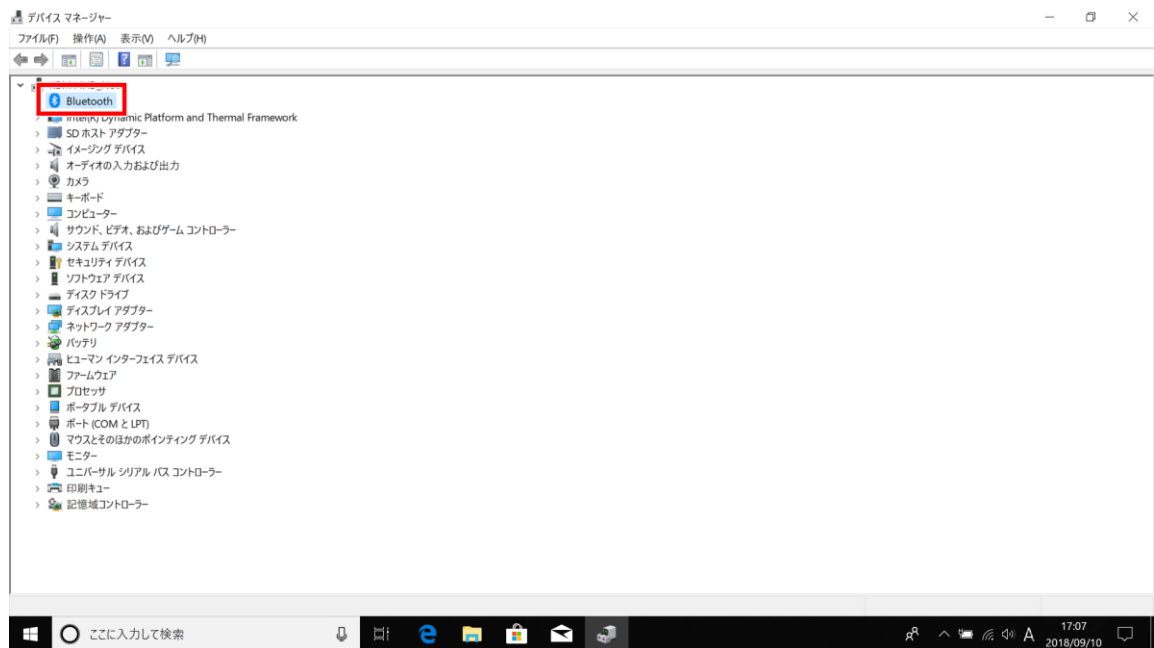 デバイス マネージャー
ファイル(F) 操作(A) 表示(V) ヘルプ(H)
Bluetooth
Intel(R) Dynamic Platform and Thermal Framework
SD ホスト アダプター
イメージング デバイス
オーディオの入力および出力
カメラ
キーボード
コンピューター
サウンド、ビデオ、およびゲーム コントローラー
システム デバイス
セキュリティ デバイス
ソフトウェア デバイス
ディスク ドライブ
ディスプレイ アダプター
ネットワーク アダプター
バッテリ
ヒューマン インターフェイス デバイス
ファームウェア
プロセッサ
ポータブル デバイス
ポート (COM と LPT)
マウスとそのほかのポインティング デバイス
モニター
ユニバーサル シリアル バス コントローラー
印刷キュー
記憶域コントローラー
ここに入力して検索
A
17:07
2018/09/10